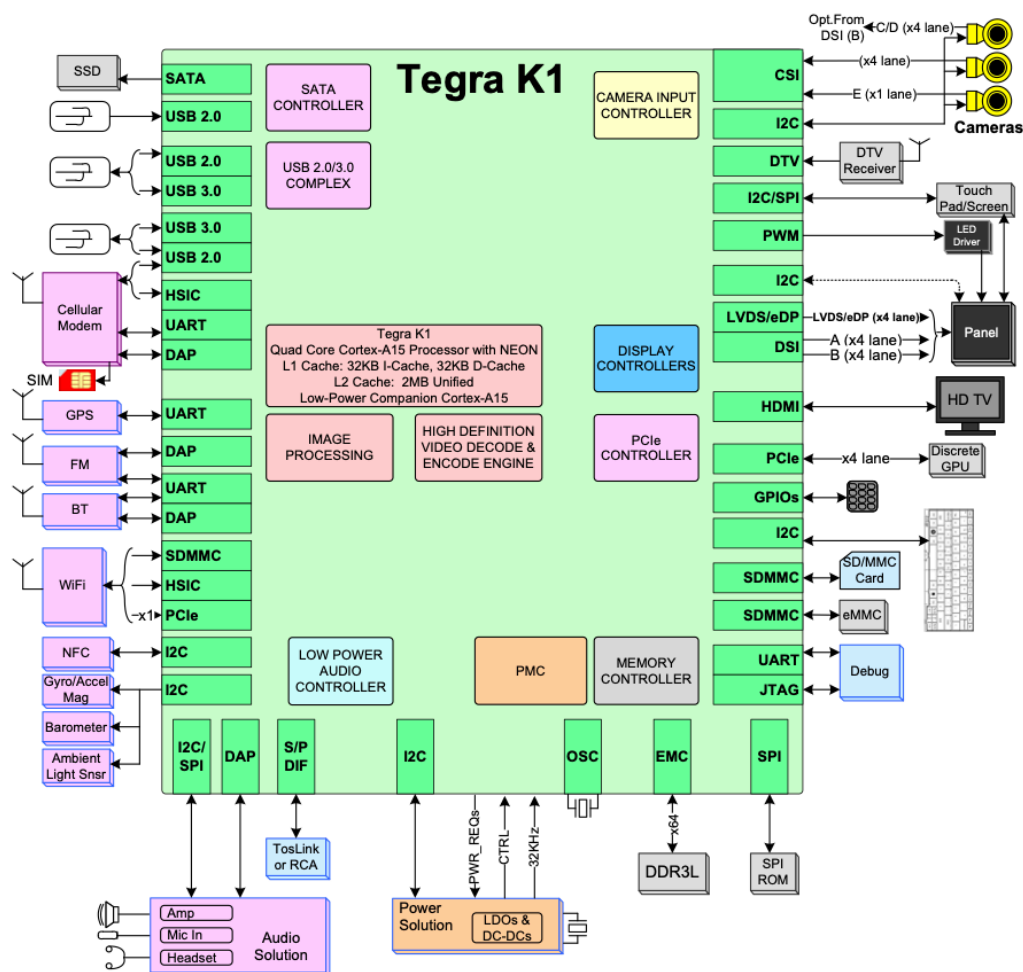 Tegra K1
Opt.From
DSI (B)
C/D (x4 lane)
(x4 lane)
E (x1 lane)
Cameras
SSD
SATA
USB 2.0
USB 2.0
USB 3.0
USB 3.0
USB 2.0
HSIC
UART
DAP
Cellular
Modem
SIM
GPS
UART
FM
DAP
UART
BT
DAP
WiFi
SDMMC
HSIC
x1
PCIe
NFC
I2C
Gyro/Accel
Mag
I2C
Barometer
Ambient
Light Snsr
SATA
CONTROLLER
USB 2.0/3.0
COMPLEX
CAMERA INPUT
CONTROLLER
Tegra K1
Quad Core Cortex-A15 Processor with NEON
L1 Cache: 32KB I-Cache, 32KB D-Cache
L2 Cache: 2MB Unified
Low-Power Companion Cortex-A15
DISPLAY
CONTROLLERS
IMAGE
PROCESSING
HIGH DEFINITION
VIDEO DECODE &
ENCODE ENGINE
PCIe
CONTROLLER
LOW POWER
AUDIO
CONTROLLER
PMC
MEMORY
CONTROLLER
CSI
I2C
DTV
DTV
Receiver
I2C/SPI
Touch
Pad/Screen
PWM
LED
Driver
I2C
LVDS/eDP
LVDS/eDP (x4 lane)
DSI
A (x4 lane)
B (x4 lane)
Panel
HDMI
HD TV
PCIe
x4 lane
Discrete
GPU
GPIOs
I2C
SDMMC
SD/MMC
Card
SDMMC
eMMC
UART
JTAG
Debug
I2C/
SPI
DAP
S/P
DIF
I2C
OSC
EMC
SPI
PWR_REQs
CTRL
32KHz
x64
TosLink
or RCA
DDR3L
SPI
ROM
Amp
Mic In
Headset
Audio
Solution
Power
Solution
LDOs &
DC-DCs